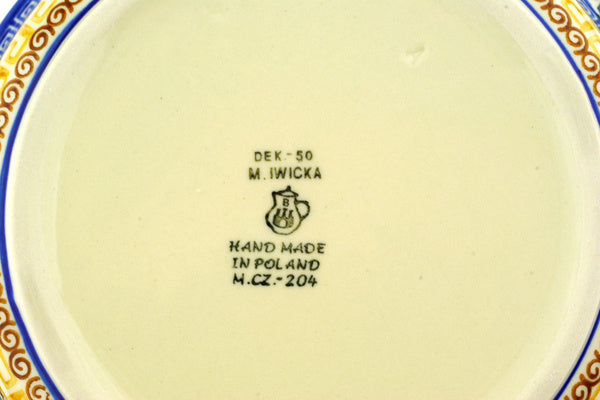 DEK.-50
M. IWICKA
B
HAND MADE
IN POLAND
M.CZ.-204